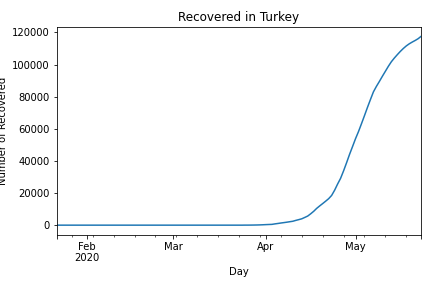 Recovered in Turkey
120000
100000
80000
60000
40000
20000
0
Number of Recovered
Feb
2020
Mar
Apr
May
Day